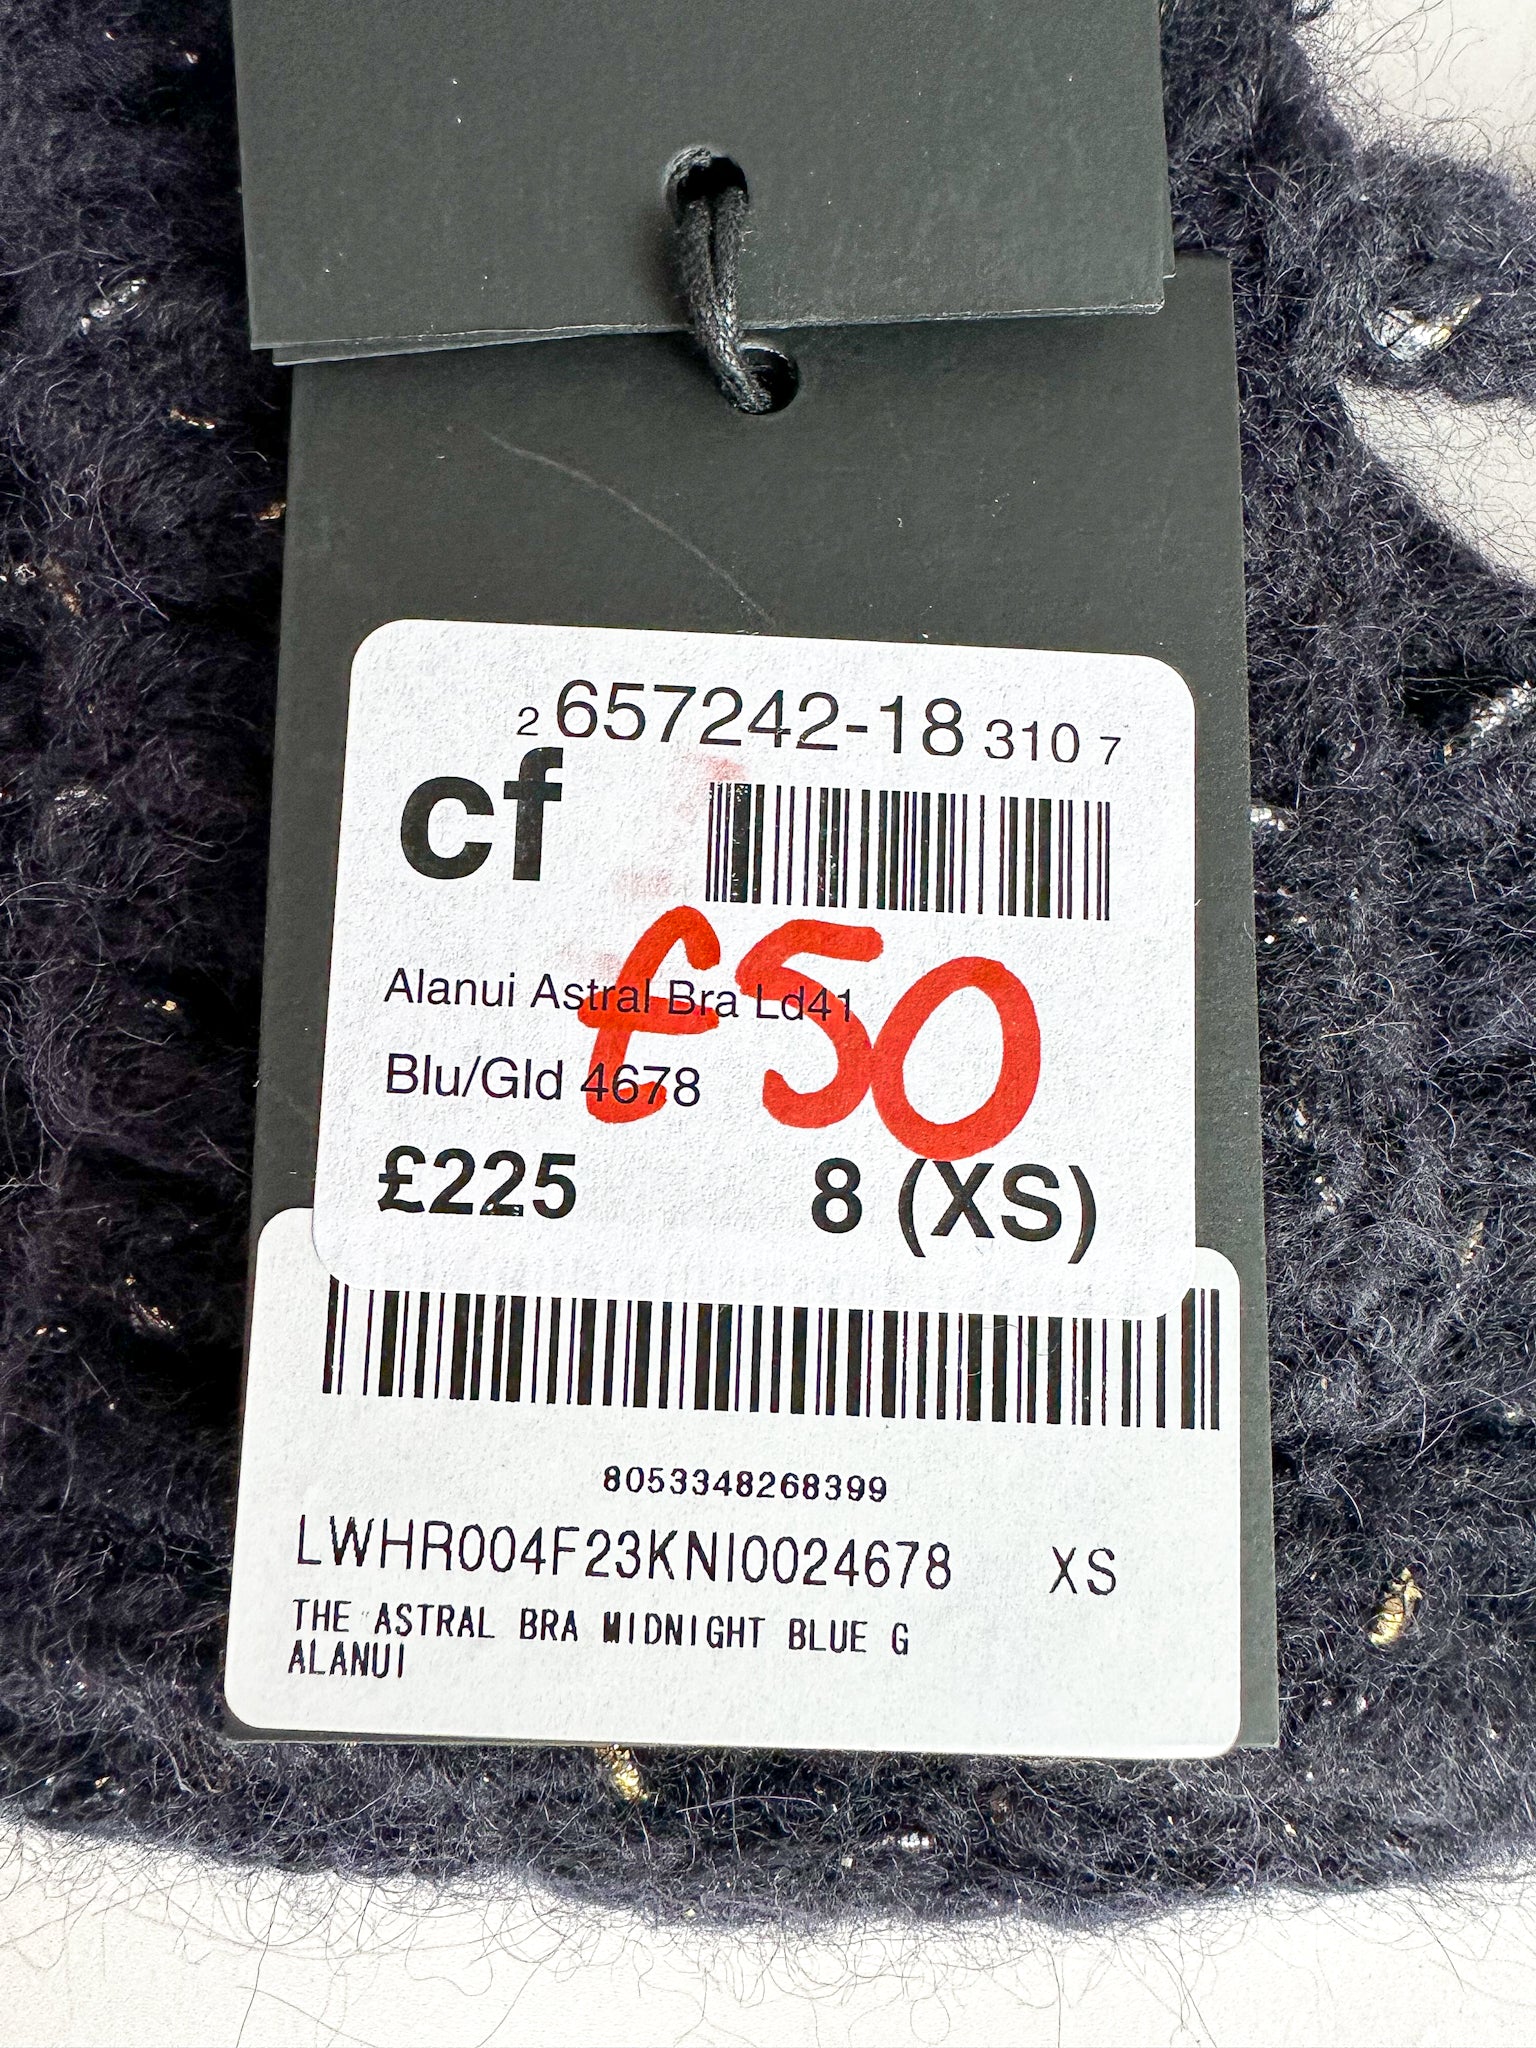 2 657242-18 310 7
cf
£50
Alanui Astral Bra Ld41
Blu/Gld 4678
£225 8 (XS)
8053348268399
LWHR004F23KNI0024678 XS
THE ASTRAL BRA MIDNIGHT BLUE G
ALANUI